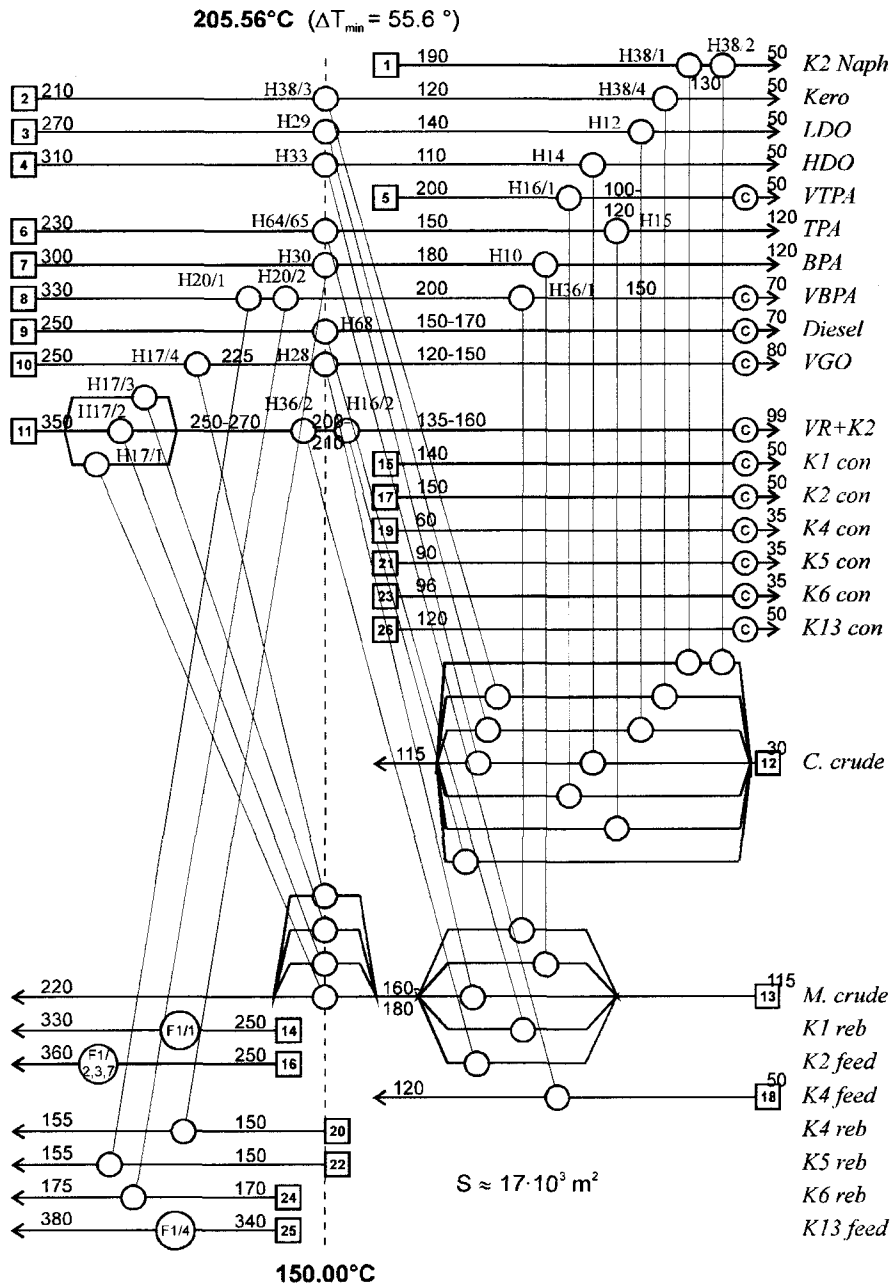 205.56°C (ΔTmin = 55.6 °)
1 190 H38/1 H38/2 130 50 K2 Naph
2 210 H38/3 120 H38/4 50 Kero
3 270 H29 140 H12 50 LDO
4 310 H33 110 H14 50 HDO
5 200 H16/1 100-120 C 50 VTPA
6 230 H64/65 150 H15 120 TPA
7 300 H30 180 H10 120 BPA
8 330 H20/1 H20/2 200 H36/1 150 C 70 VBPA
9 250 H68 150-170 C 70 Diesel
10 250 H17/4 225 H28 120-150 C 80 VGO
H17/3
11 350 H17/2 250-270 H36/2 H16/2 135-160 C 99 VR+K2
210
H17/1
15 140 C 50 K1 con
17 150 C 50 K2 con
19 60 C 35 K4 con
21 90 C 35 K5 con
23 96 C 35 K6 con
26 120 C 50 K13 con
115 30 12 C. crude
220 160-180 115 13 M. crude
330 F1/1 250 14 K1 reb
360 F1/2,3,7 250 16 K2 feed
120 50 18 K4 feed
155 150 20 K4 reb
155 150 22 K5 reb
175 170 24 K6 reb
380 F1/4 340 25 K13 feed
S ≈ 17·10³ m²
150.00°C